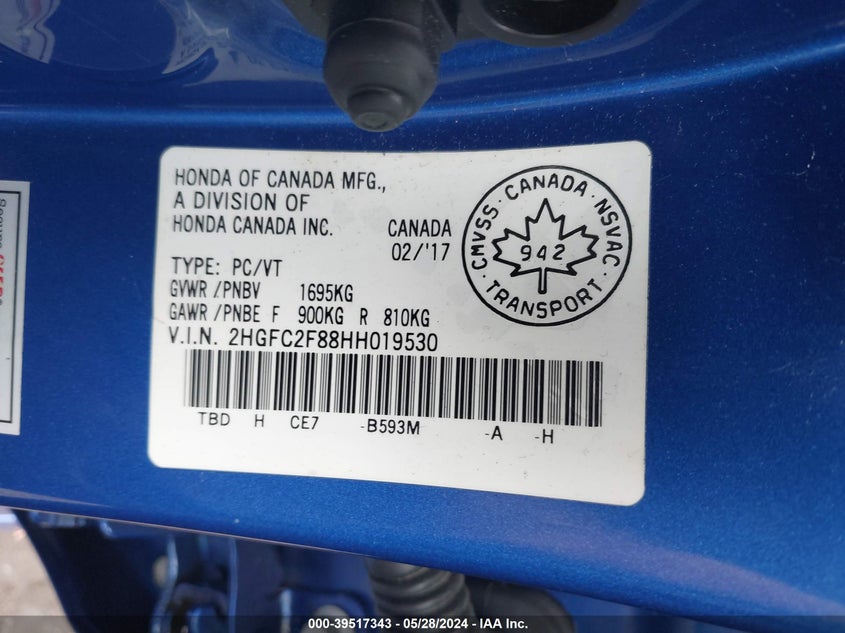 HONDA OF CANADA MFG.,
A DIVISION OF
HONDA CANADA INC.
CANADA
02/'17
TYPE: PC/VT
GVWR/PNBV 1695KG
GAWR/PNBE F 900KG R 810KG
V.I.N. 2HGFC2F88HH019530
TBD H CE7 -B593M -A -H
CMVSS · CANADA · NSVAC · TRANSPORT ·
942
000-39517343 - 05/28/2024 - IAA Inc.